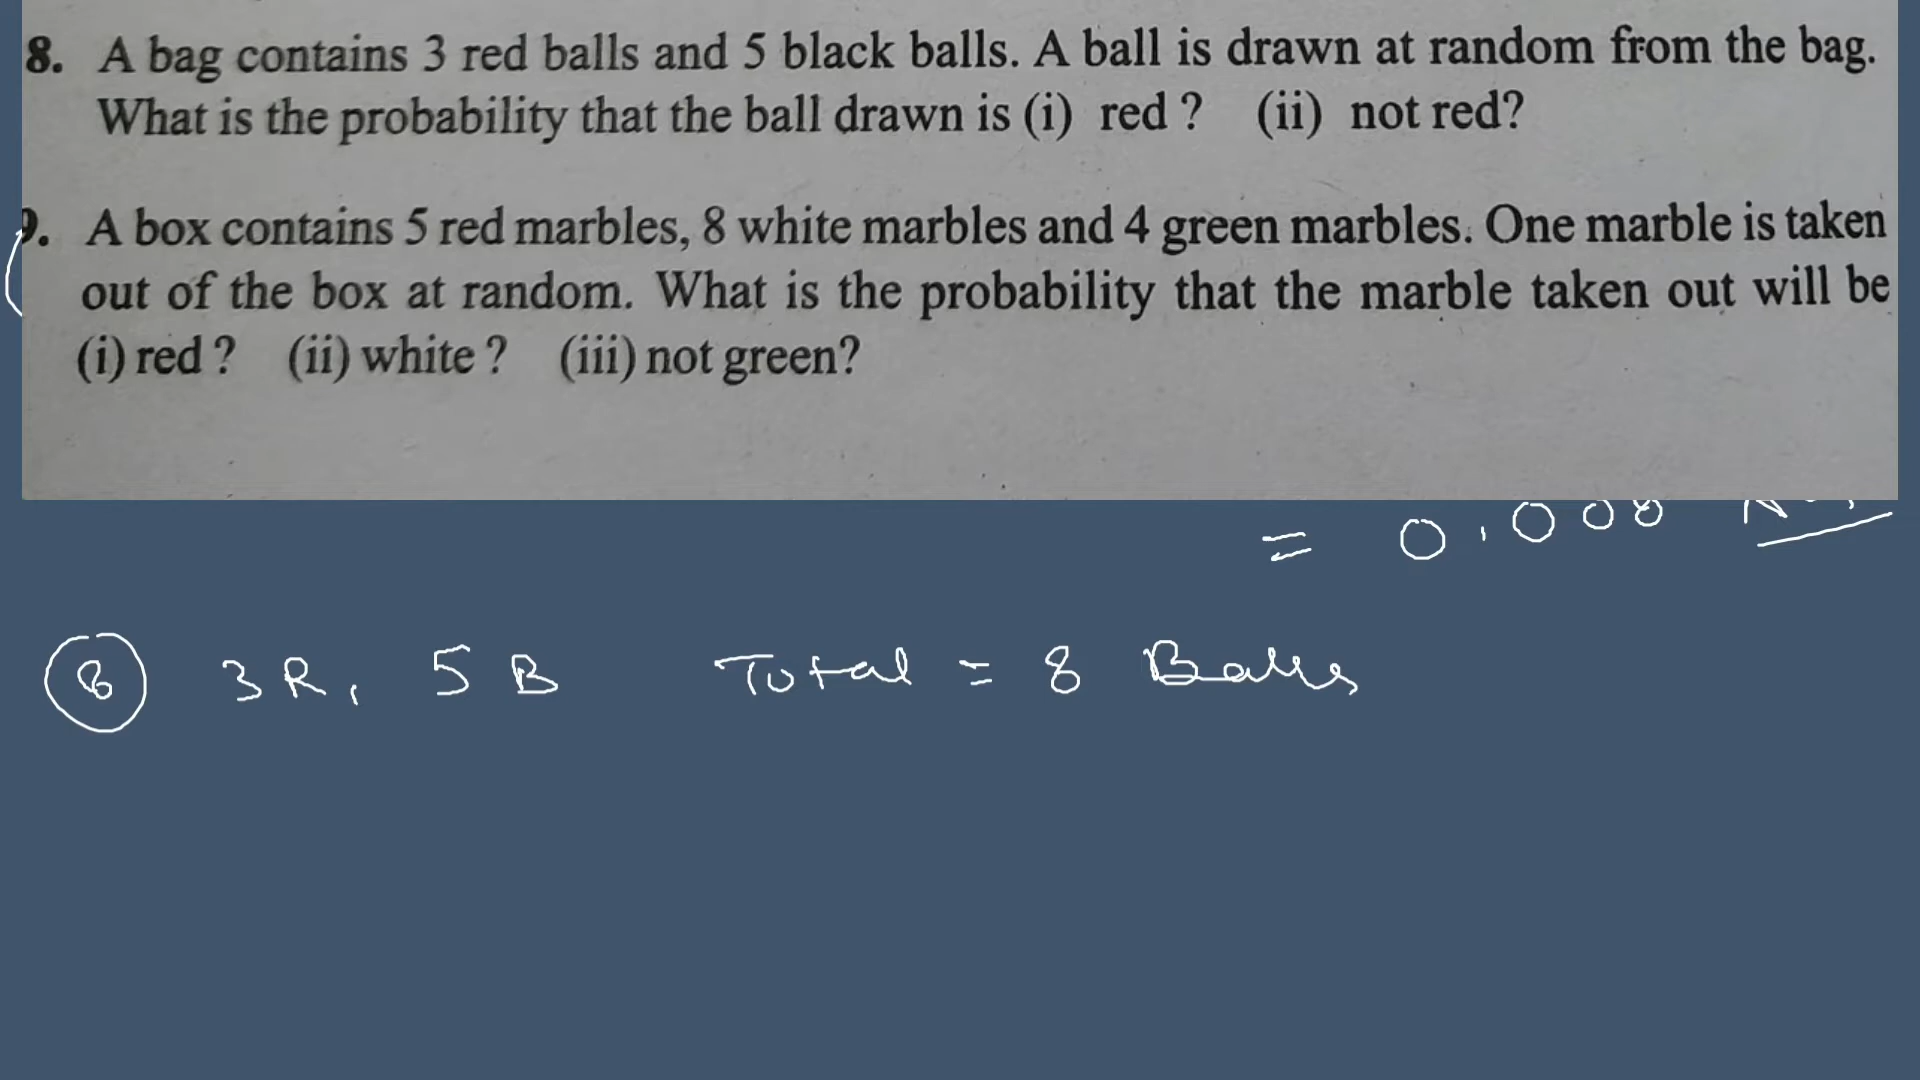 8. A bag contains 3 red balls and 5 black balls. A ball is drawn at random from the bag.
What is the probability that the ball drawn is (i) red ? (ii) not red?
9. A box contains 5 red marbles, 8 white marbles and 4 green marbles. One marble is taken
out of the box at random. What is the probability that the marble taken out will be
(i) red ? (ii) white ? (iii) not green?
= 0.008
8 3R, 5B Total = 8 Balls